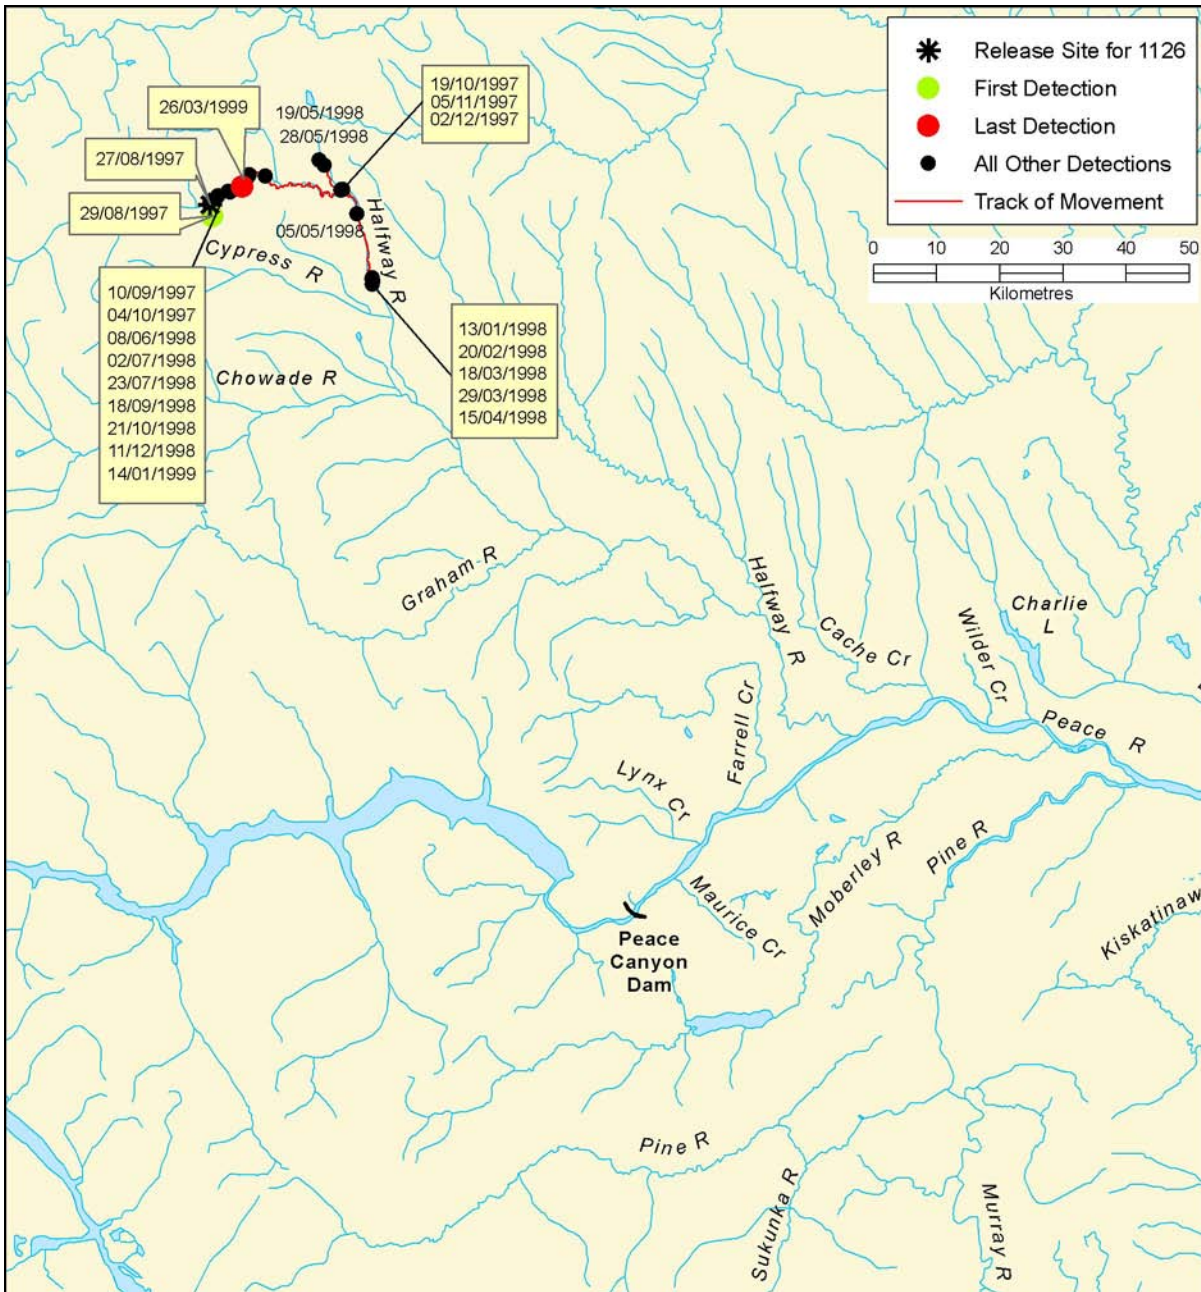 Release Site for 1126
First Detection
Last Detection
All Other Detections
Track of Movement
0 10 20 30 40 50
Kilometres
19/10/1997
05/11/1997
02/12/1997
26/03/1999
19/05/1998
28/05/1998
27/08/1997
29/08/1997
05/05/1998
Halfway R
Cypress R
10/09/1997
04/10/1997
08/06/1998
02/07/1998
23/07/1998
18/09/1998
21/10/1998
11/12/1998
14/01/1999
13/01/1998
20/02/1998
18/03/1998
29/03/1998
15/04/1998
Chowade R
Graham R
Halfway R
Cache Cr
Wilder Cr
Charlie
L
Peace R
Farrell Cr
Lynx Cr
Moberley R
Pine R
Maurice Cr
Kiskatinaw
Peace
Canyon
Dam
Pine R
Sukunka R
Murray R